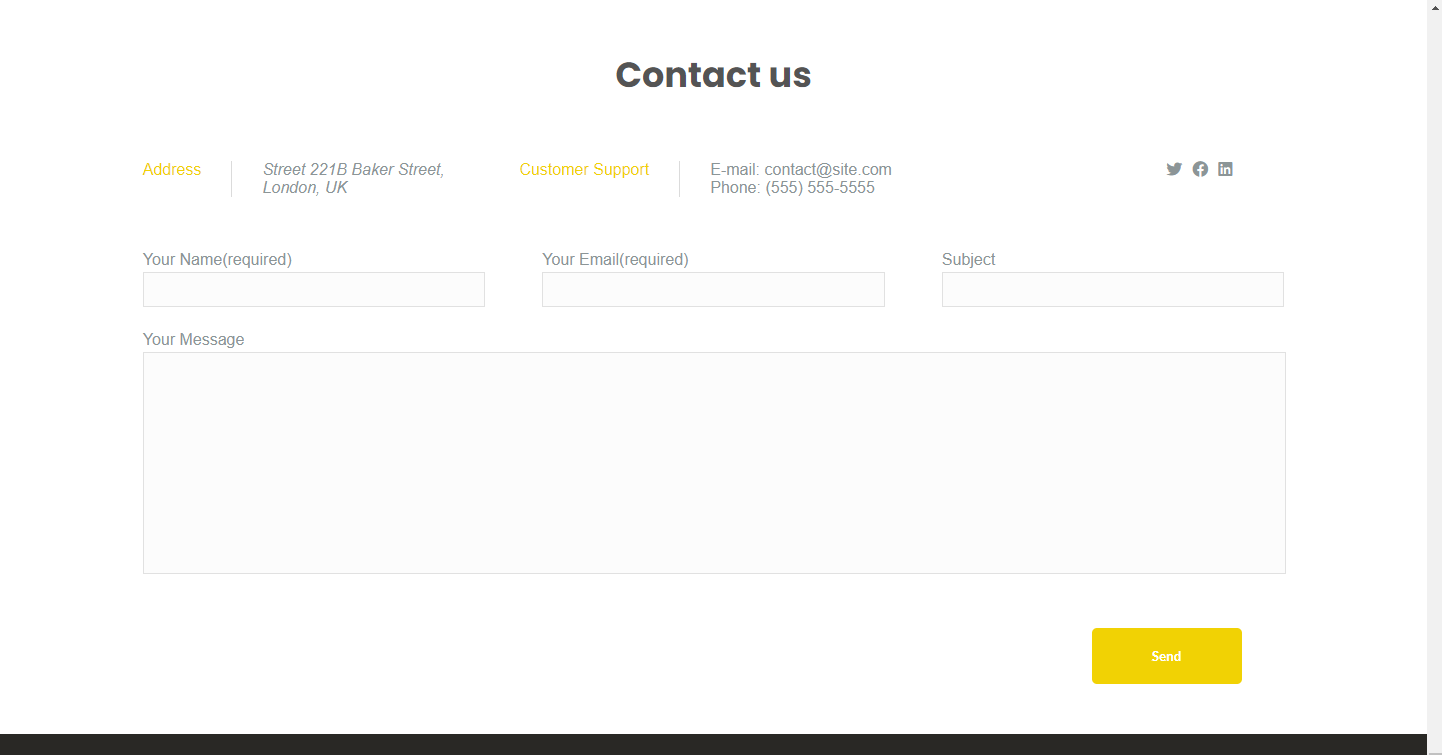 Contact us
Address
Street 221B Baker Street,
London, UK
Customer Support
E-mail: contact@site.com
Phone: (555) 555-5555
Your Name(required)
Your Email(required)
Subject
Your Message
Send